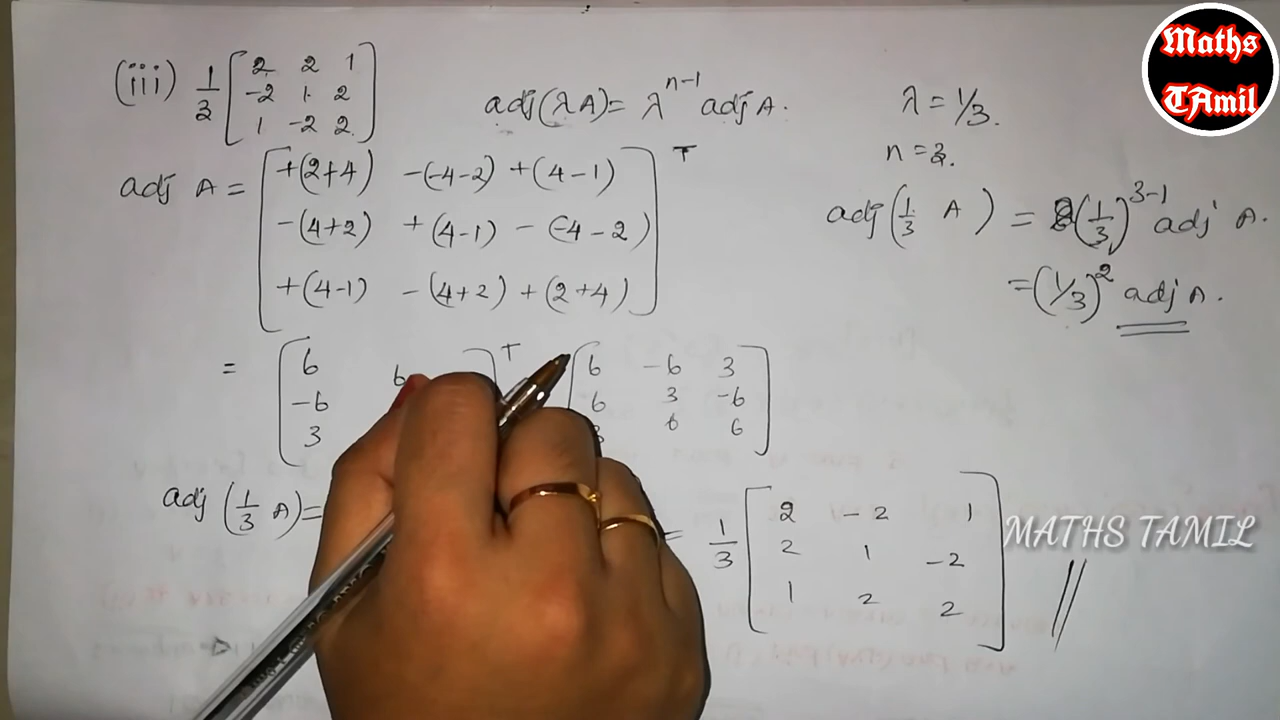 Maths
TAmil
(iii) 1/3 [2 2 1
-2 1 2
1 -2 2]
adj(λA) = λ^(n-1) adj A.
λ = 1/3.
n = 3.
adj A = [+(2+4) -(-4-2) +(4-1)
-(4+2) +(4-1) -(-4-2)
+(4-1) -(4+2) +(2+4)]^T
adj(1/3 A) = (1/3)^(3-1) adj A.
= (1/3)^2 adj A.
= [6 6
-6
3 ]^T
[6 -6 3
6 3 -6
3 6 6]
adj(1/3 A) =
= 1/3 [2 -2 1
2 1 -2
1 2 2]
MATHS TAMIL